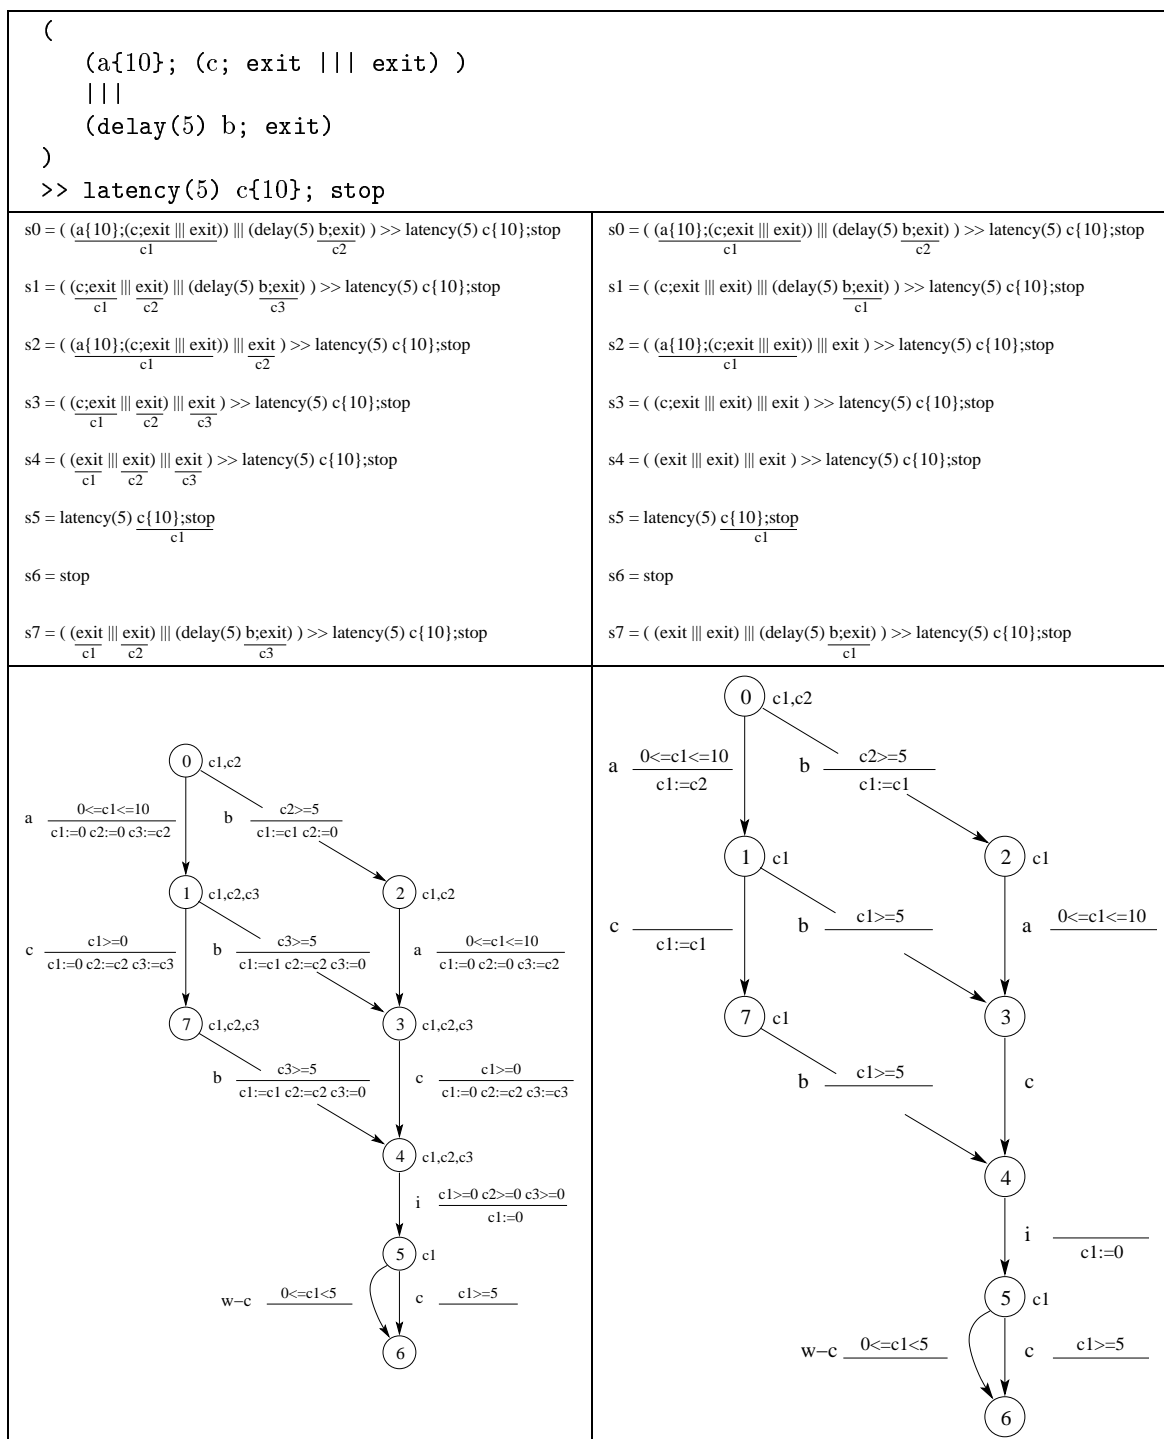 (
(a{10}; (c; exit ||| exit) )
|||
(delay(5) b; exit)
)
>> latency(5) c{10}; stop
s0 = ( (a{10};(c;exit ||| exit)) ||| (delay(5) b;exit) ) >> latency(5) c{10};stop
c1 c2
s1 = ( (c;exit ||| exit) ||| (delay(5) b;exit) ) >> latency(5) c{10};stop
c1 c2 c3
s2 = ( (a{10};(c;exit ||| exit)) ||| exit ) >> latency(5) c{10};stop
c1 c2
s3 = ( (c;exit ||| exit) ||| exit ) >> latency(5) c{10};stop
c1 c2 c3
s4 = ( (exit ||| exit) ||| exit ) >> latency(5) c{10};stop
c1 c2 c3
s5 = latency(5) c{10};stop
c1
s6 = stop
s7 = ( (exit ||| exit) ||| (delay(5) b;exit) ) >> latency(5) c{10};stop
c1 c2 c3
s0 = ( (a{10};(c;exit ||| exit)) ||| (delay(5) b;exit) ) >> latency(5) c{10};stop
c1 c2
s1 = ( (c;exit ||| exit) ||| (delay(5) b;exit) ) >> latency(5) c{10};stop
c1
s2 = ( (a{10};(c;exit ||| exit)) ||| exit ) >> latency(5) c{10};stop
c1
s3 = ( (c;exit ||| exit) ||| exit ) >> latency(5) c{10};stop
s4 = ( (exit ||| exit) ||| exit ) >> latency(5) c{10};stop
s5 = latency(5) c{10};stop
c1
s6 = stop
s7 = ( (exit ||| exit) ||| (delay(5) b;exit) ) >> latency(5) c{10};stop
c1
0 c1,c2
a 0<=c1<=10
c1:=0 c2:=0 c3:=c2
b c2>=5
c1:=c1 c2:=0
1 c1,c2,c3
2 c1,c2
c c1>=0
c1:=0 c2:=c2 c3:=c3
b c3>=5
c1:=c1 c2:=c2 c3:=0
a 0<=c1<=10
c1:=0 c2:=0 c3:=c2
7 c1,c2,c3
3 c1,c2,c3
b c3>=5
c1:=c1 c2:=c2 c3:=0
c c1>=0
c1:=0 c2:=c2 c3:=c3
4 c1,c2,c3
i c1>=0 c2>=0 c3>=0
c1:=0
5 c1
w-c 0<=c1<5
c c1>=5
6
0 c1,c2
a 0<=c1<=10
c1:=c2
b c2>=5
c1:=c1
1 c1
2 c1
c
c1:=c1
b c1>=5
a 0<=c1<=10
7 c1
3
b c1>=5
c
4
i
c1:=0
5 c1
w-c 0<=c1<5
c c1>=5
6